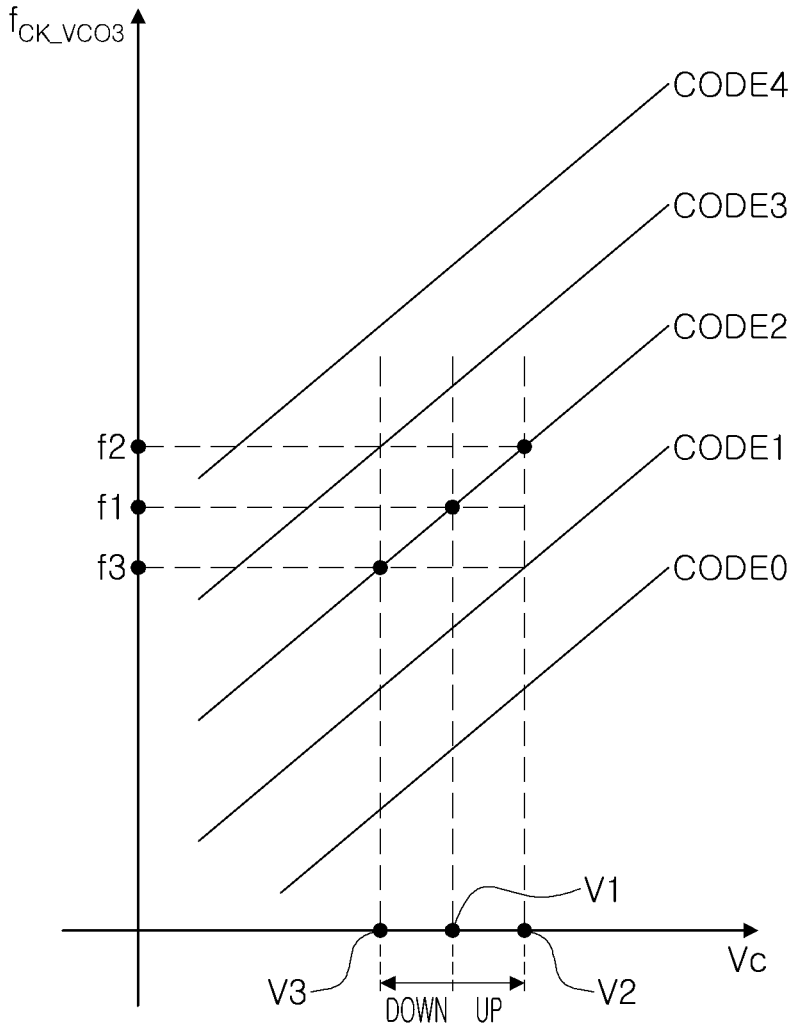 fCK_VCO3
CODE4
CODE3
CODE2
f2
CODE1
f1
f3
CODE0
V1
Vc
V3
V2
DOWN UP